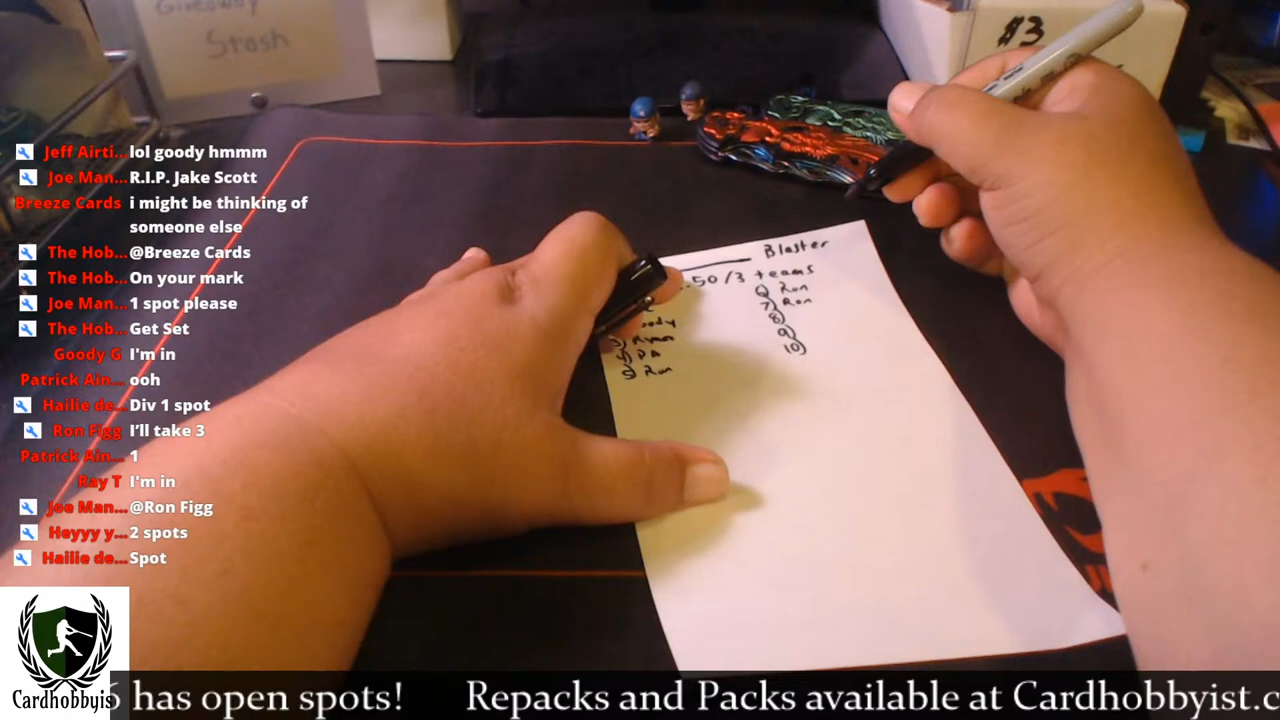 Giveaway
Stash
$3
Jeff Airti... lol goody hmmm
Joe Man... R.I.P. Jake Scott
Breeze Cards i might be thinking of
someone else
The Hob... @Breeze Cards
The Hob... On your mark
Joe Man... 1 spot please
The Hob... Get Set
Goody G I'm in
Patrick Ain... ooh
Hailie de... Div 1 spot
Ron Figg I'll take 3
Patrick Ain... 1
Ray T I'm in
Joe Man... @Ron Figg
Heyyy y... 2 spots
Hailie de... Spot
Blaster
.50/3 teams
Ron
6) Ron
7) Ron
8)
9)
10)
Cardhobbyis
6 has open spots! Repacks and Packs available at Cardhobbyist.c